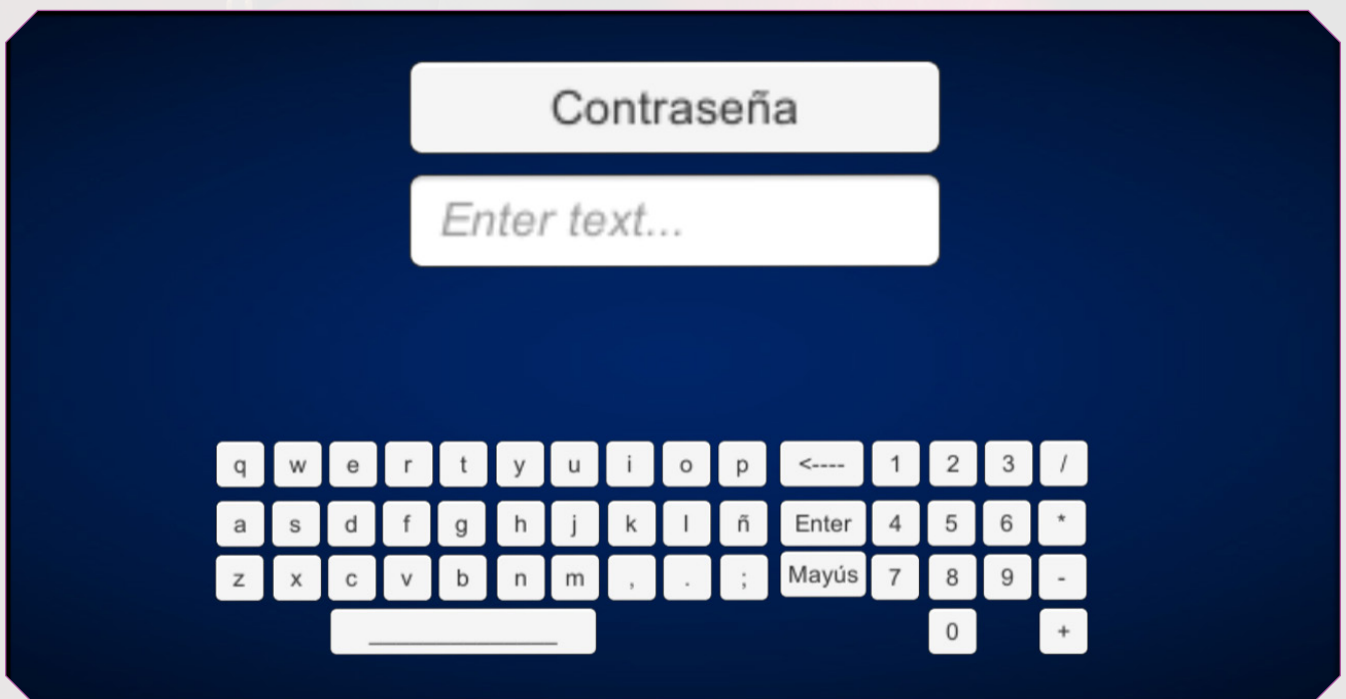 Contraseña
Enter text...
q w e r t y u i o p <---- 1 2 3 /
a s d f g h j k l ñ Enter 4 5 6 *
z x c v b n m , . ; Mayús 7 8 9 -
0 +